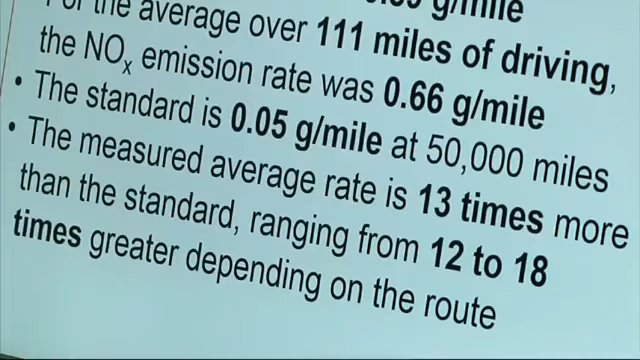 g/mile
the average over 111 miles of driving,
the NOx emission rate was 0.66 g/mile
• The standard is 0.05 g/mile at 50,000 miles
• The measured average rate is 13 times more
than the standard, ranging from 12 to 18
times greater depending on the route